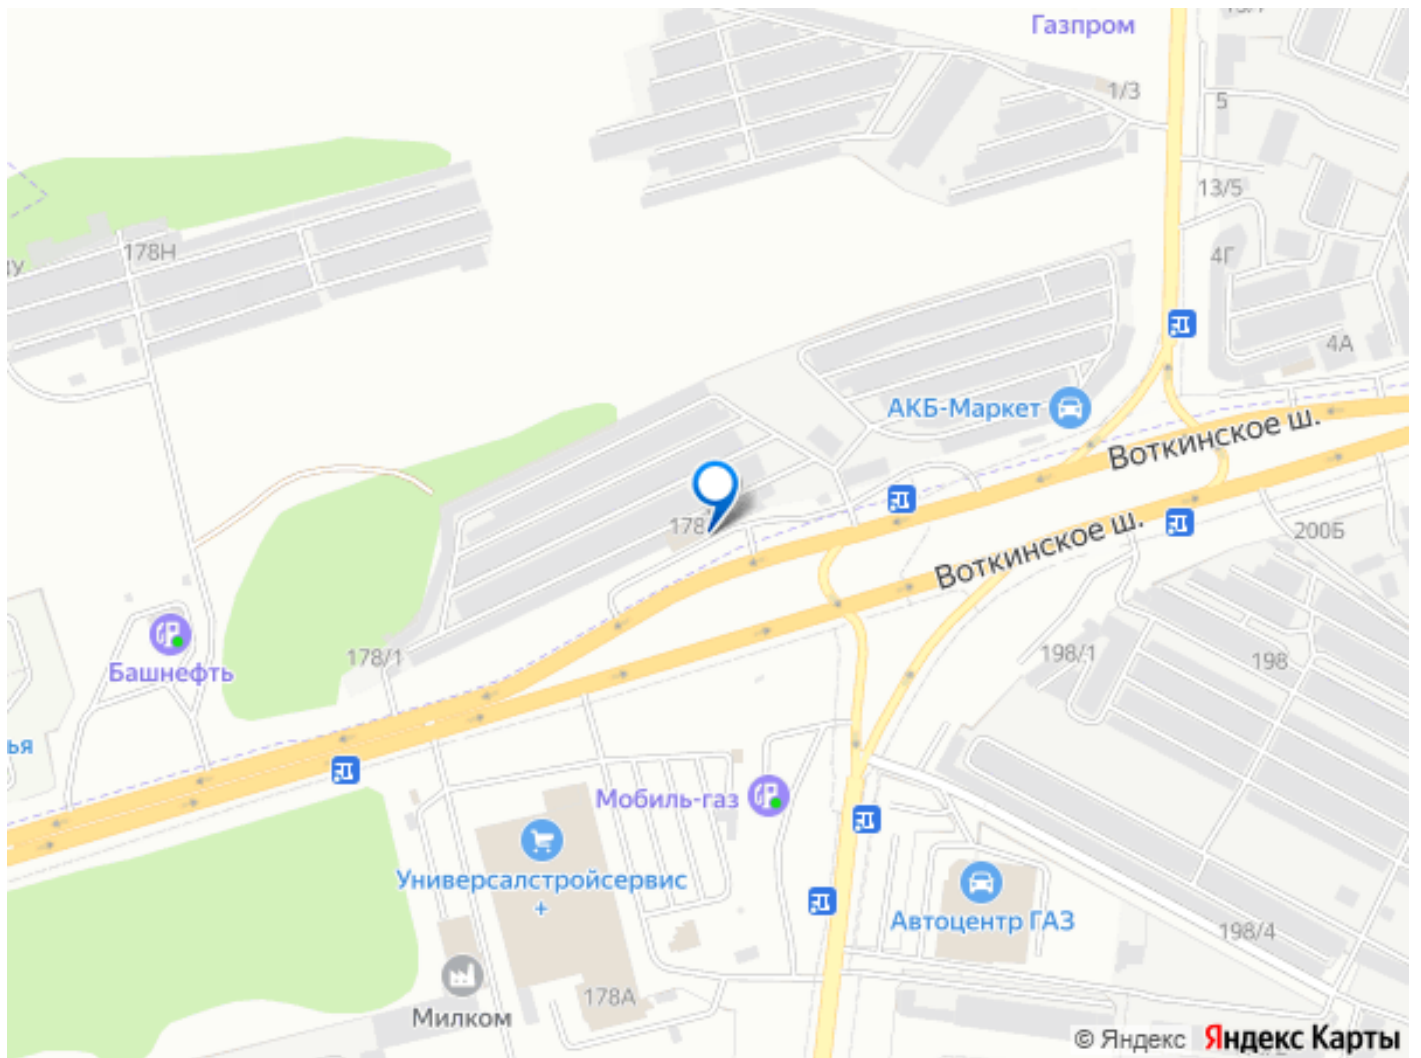 Газпром
1/3
5
13/5
178Н
4Г
4А
АКБ-Маркет
Воткинское ш.
178
Воткинское ш.
200Б
178/1
198/1
198
Башнефть
ья
Мобиль-газ
Универсалстройсервис
+
Автоцентр ГАЗ
198/4
178А
Милком
© Яндекс Яндекс Карты